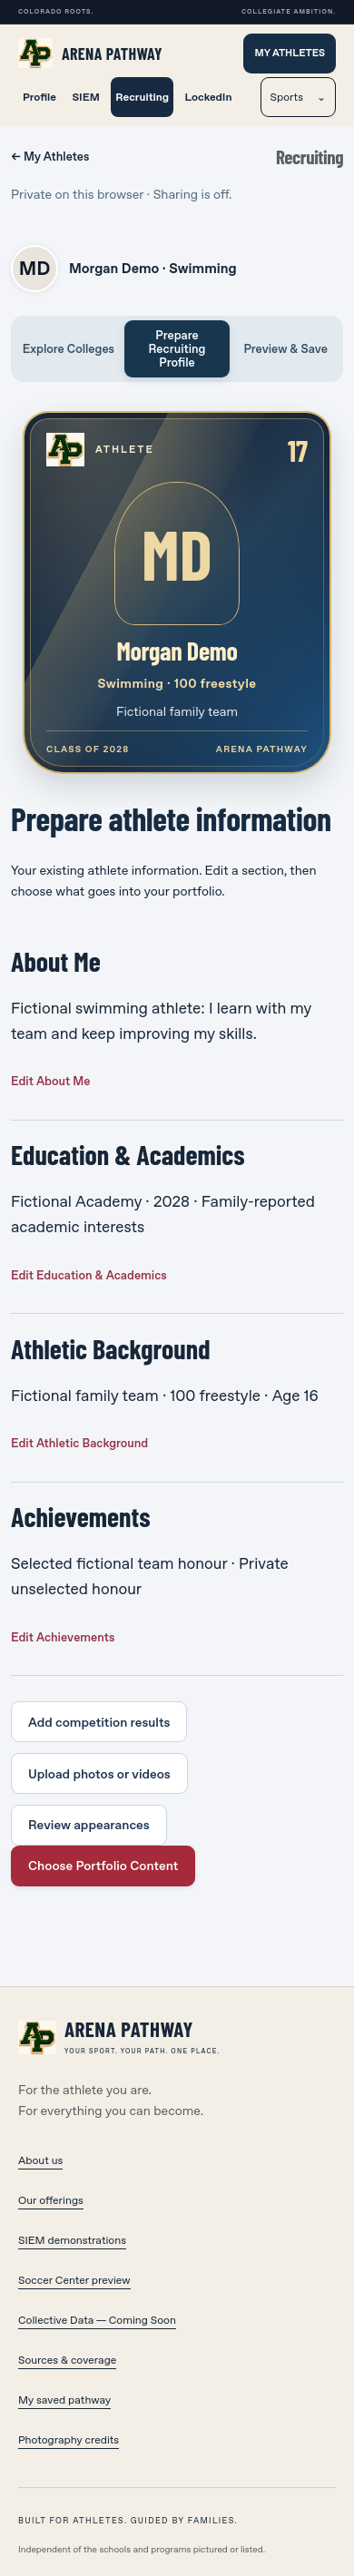 COLORADO ROOTS. COLLEGIATE AMBITION.
AP ARENA PATHWAY MY ATHLETES
Profile SIEM Recruiting LockedIn Sports
← My Athletes Recruiting
Private on this browser · Sharing is off.
MD Morgan Demo · Swimming
Explore Colleges Prepare Recruiting Profile Preview & Save
AP ATHLETE 17
MD
Morgan Demo
Swimming · 100 freestyle
Fictional family team
CLASS OF 2028 ARENA PATHWAY
Prepare athlete information
Your existing athlete information. Edit a section, then
choose what goes into your portfolio.
About Me
Fictional swimming athlete: I learn with my
team and keep improving my skills.
Edit About Me
Education & Academics
Fictional Academy · 2028 · Family-reported
academic interests
Edit Education & Academics
Athletic Background
Fictional family team · 100 freestyle · Age 16
Edit Athletic Background
Achievements
Selected fictional team honour · Private
unselected honour
Edit Achievements
Add competition results
Upload photos or videos
Review appearances
Choose Portfolio Content
AP ARENA PATHWAY
YOUR SPORT. YOUR PATH. ONE PLACE.
For the athlete you are.
For everything you can become.
About us
Our offerings
SIEM demonstrations
Soccer Center preview
Collective Data — Coming Soon
Sources & coverage
My saved pathway
Photography credits
BUILT FOR ATHLETES. GUIDED BY FAMILIES.
Independent of the schools and programs pictured or listed.